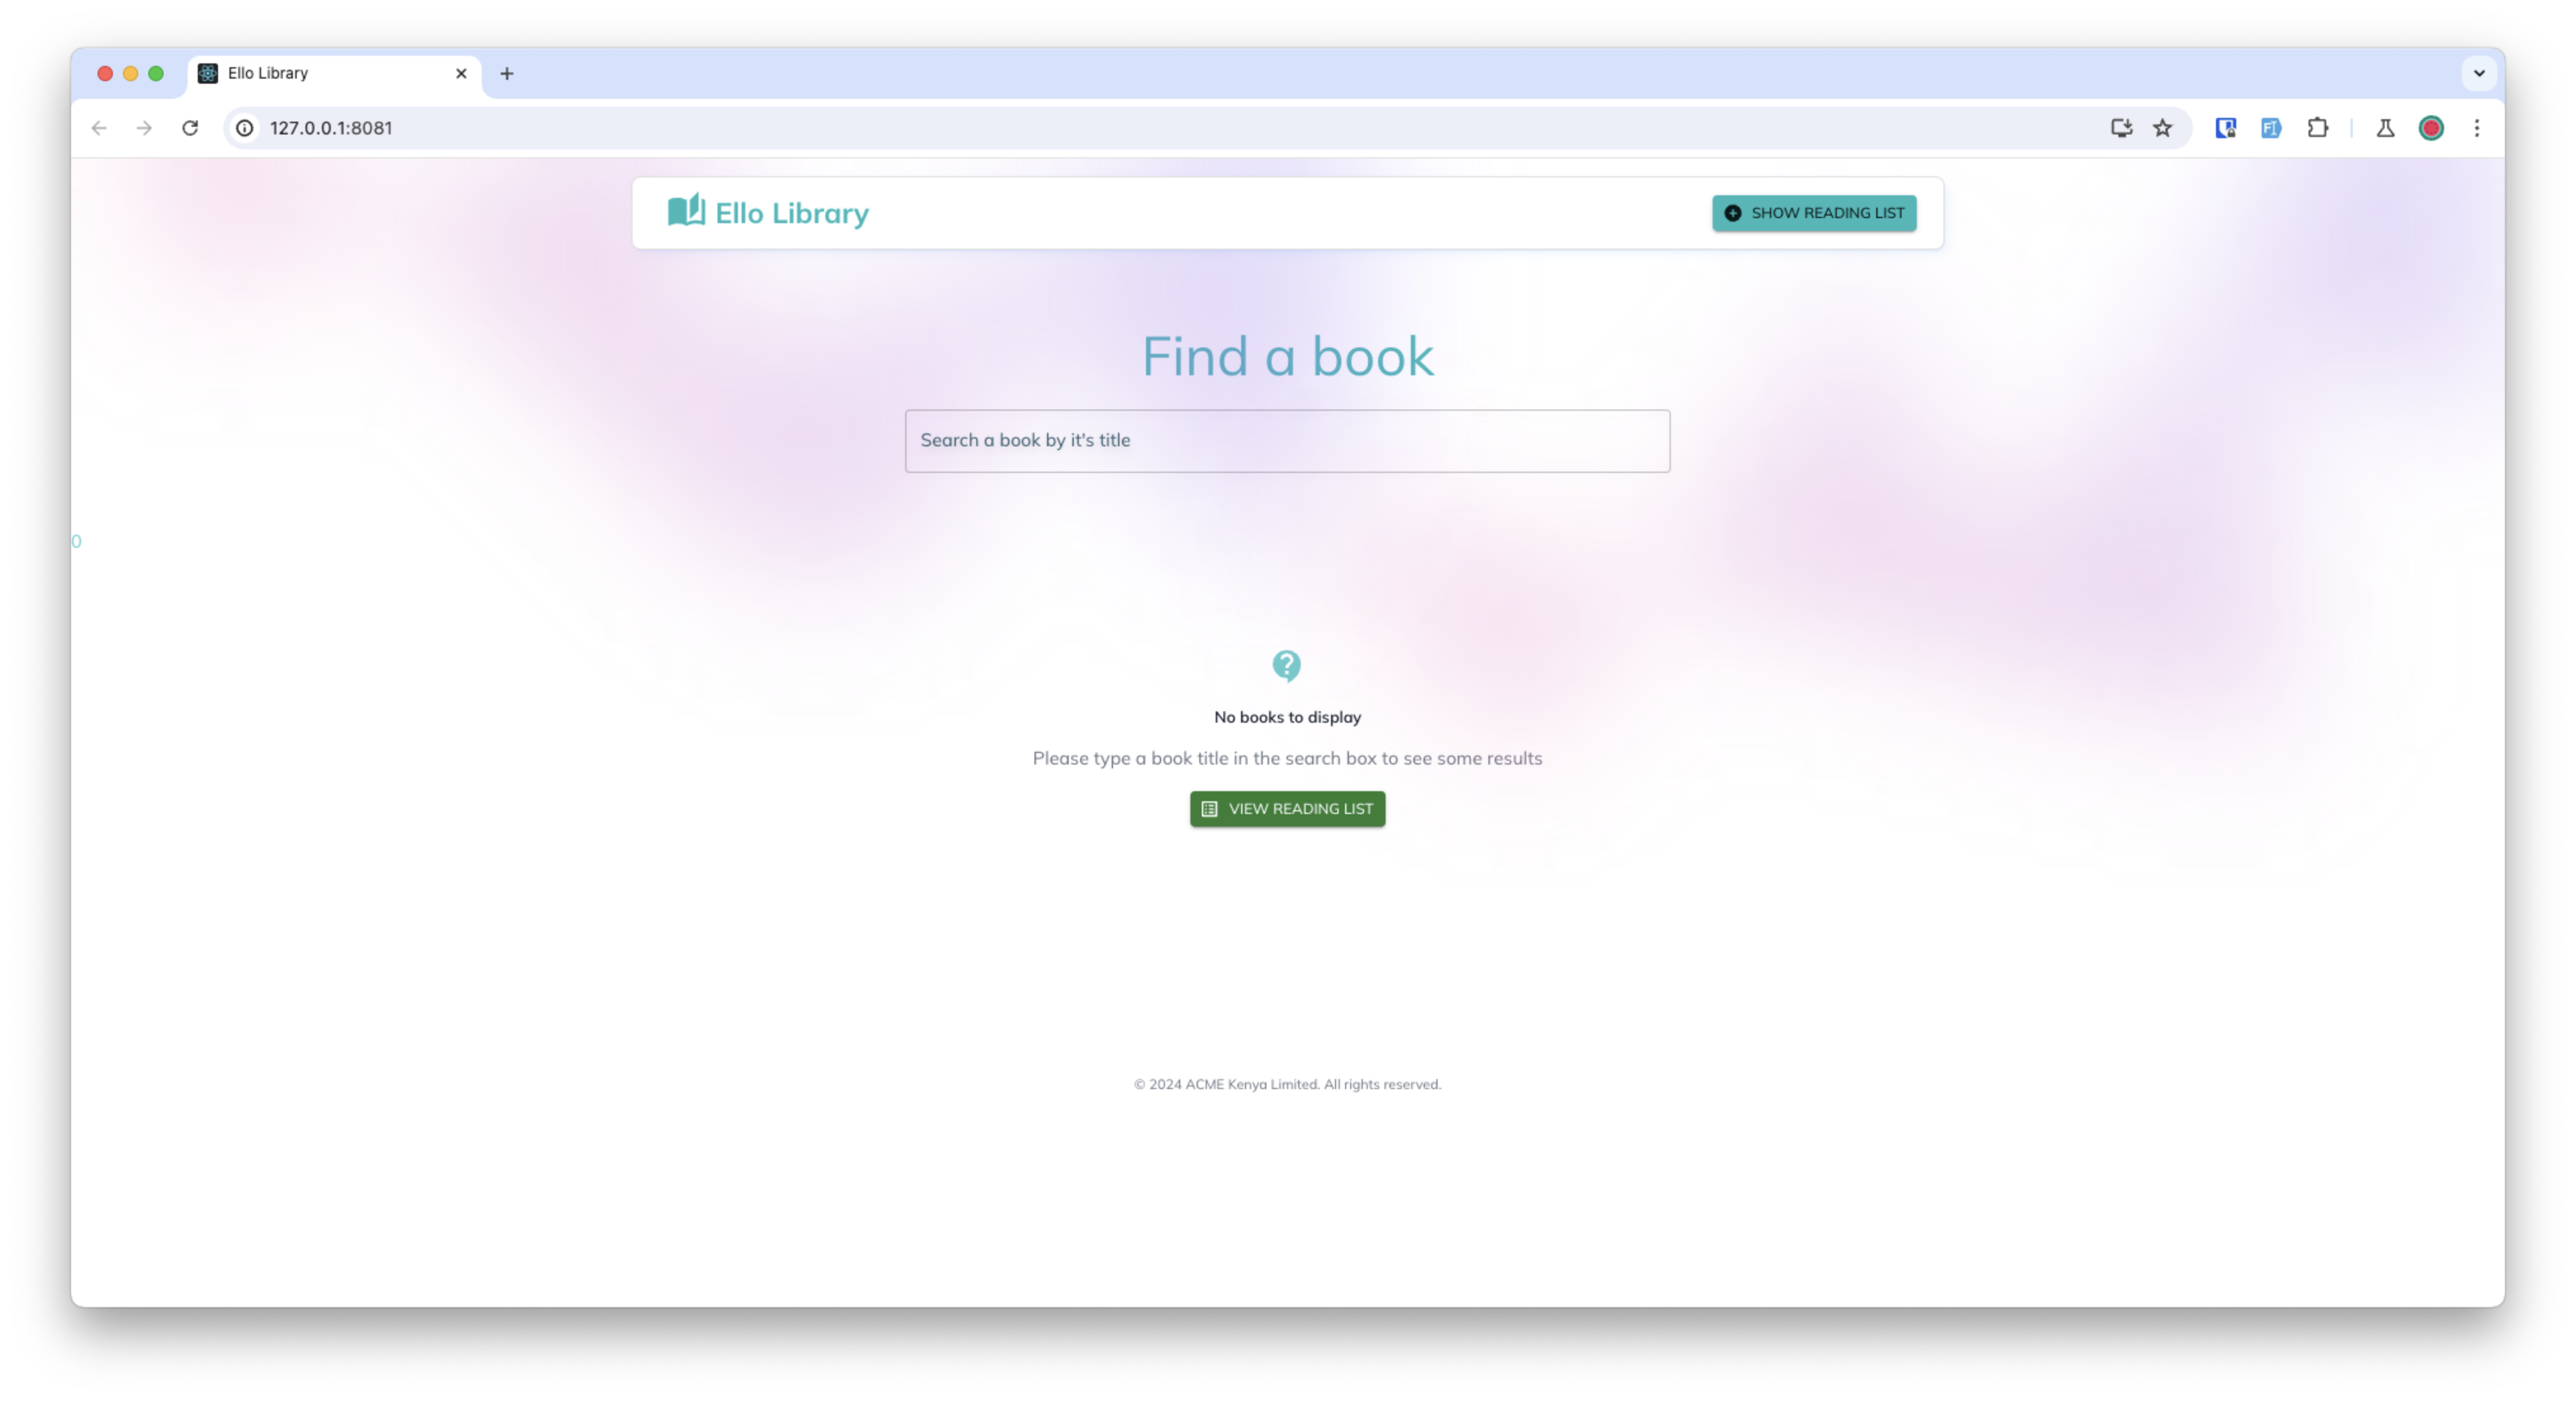 Ello Library
127.0.0.1:8081
Ello Library
SHOW READING LIST
Find a book
Search a book by it's title
0
No books to display
Please type a book title in the search box to see some results
VIEW READING LIST
© 2024 ACME Kenya Limited. All rights reserved.